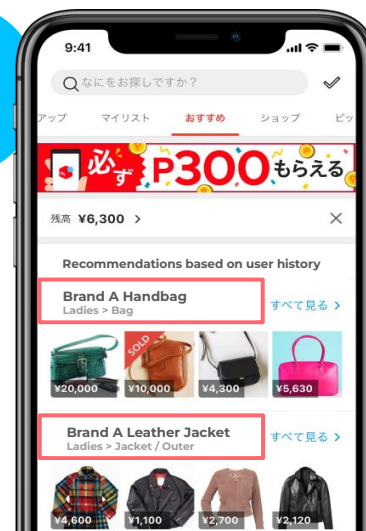 9:41
なにをお探しですか？
アップ マイリスト おすすめ ショップ ピッ
必ず P300 もらえる
残高 ¥6,300 >
Recommendations based on user history
Brand A Handbag
すべて見る >
Ladies > Bag
SOLD
¥20,000 ¥10,000 ¥4,300 ¥5,630
Brand A Leather Jacket
すべて見る >
Ladies > Jacket / Outer
¥4,600 ¥1,100 ¥2,700 ¥2,120